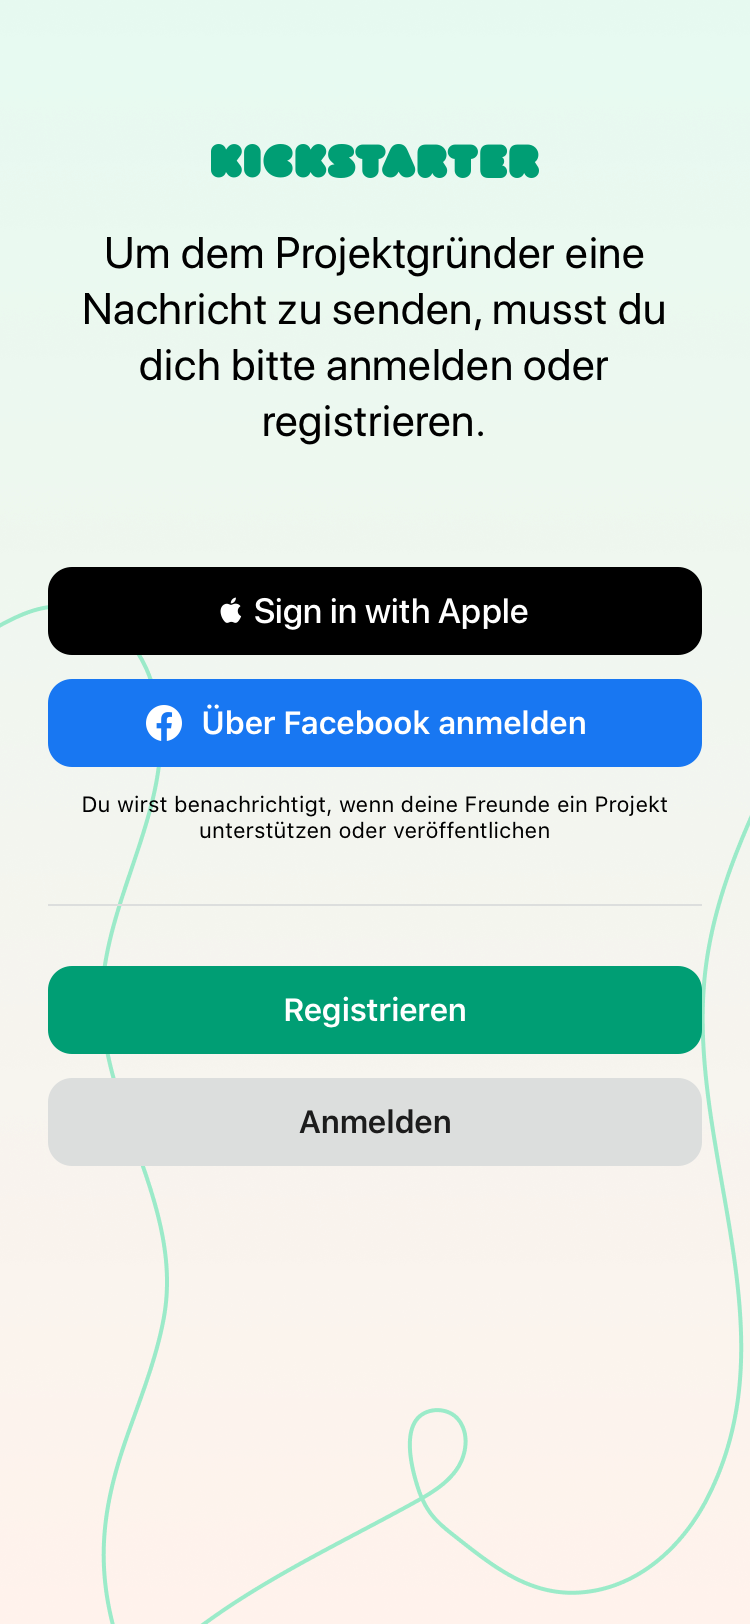 KICKSTARTER
Um dem Projektgründer eine
Nachricht zu senden, musst du
dich bitte anmelden oder
registrieren.
Sign in with Apple
Über Facebook anmelden
Du wirst benachrichtigt, wenn deine Freunde ein Projekt
unterstützen oder veröffentlichen
Registrieren
Anmelden